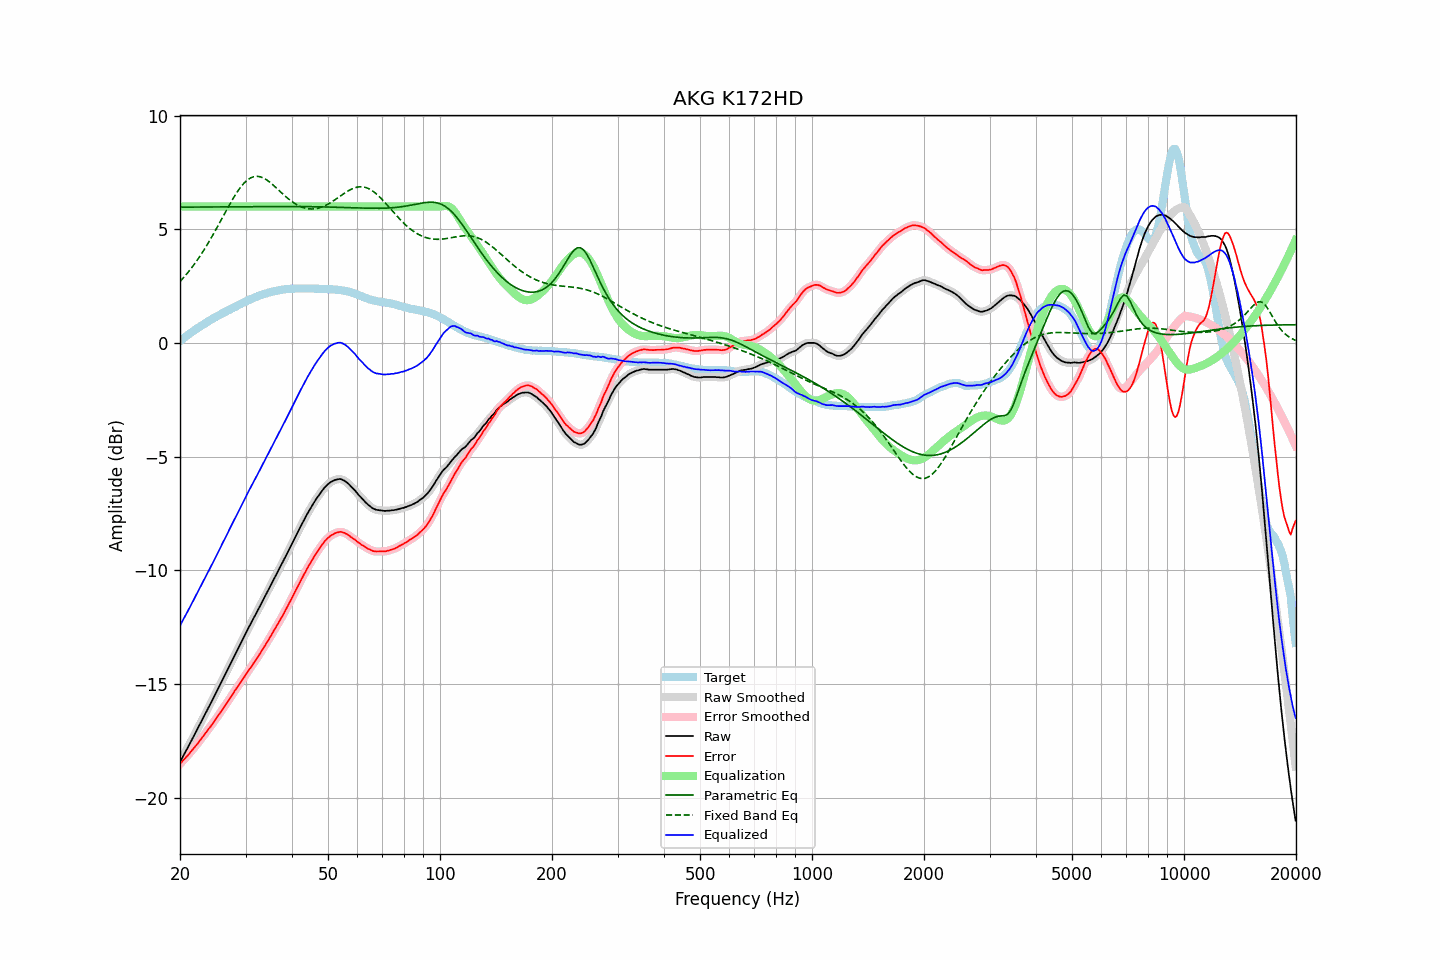 AKG K172HD
10
5
0
−5
−10
−15
−20
Amplitude (dBr)
20
50
100
200
500
1000
2000
5000
10000
20000
Frequency (Hz)
Target
Raw Smoothed
Error Smoothed
Raw
Error
Equalization
Parametric Eq
Fixed Band Eq
Equalized